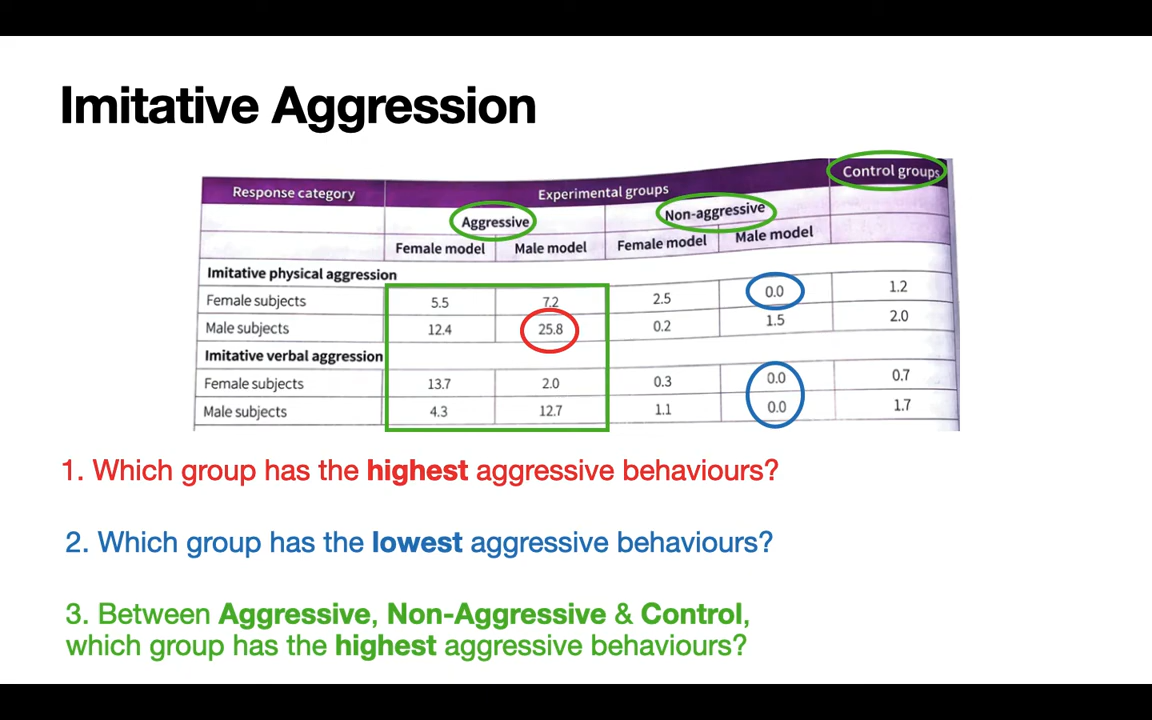 Imitative Aggression
Response category Experimental groups Control groups
Aggressive Non-aggressive
Female model Male model Female model Male model
Imitative physical aggression
Female subjects 5.5 7.2 2.5 0.0 1.2
Male subjects 12.4 25.8 0.2 1.5 2.0
Imitative verbal aggression
Female subjects 13.7 2.0 0.3 0.0 0.7
Male subjects 4.3 12.7 1.1 0.0 1.7
1. Which group has the highest aggressive behaviours?
2. Which group has the lowest aggressive behaviours?
3. Between Aggressive, Non-Aggressive & Control,
which group has the highest aggressive behaviours?